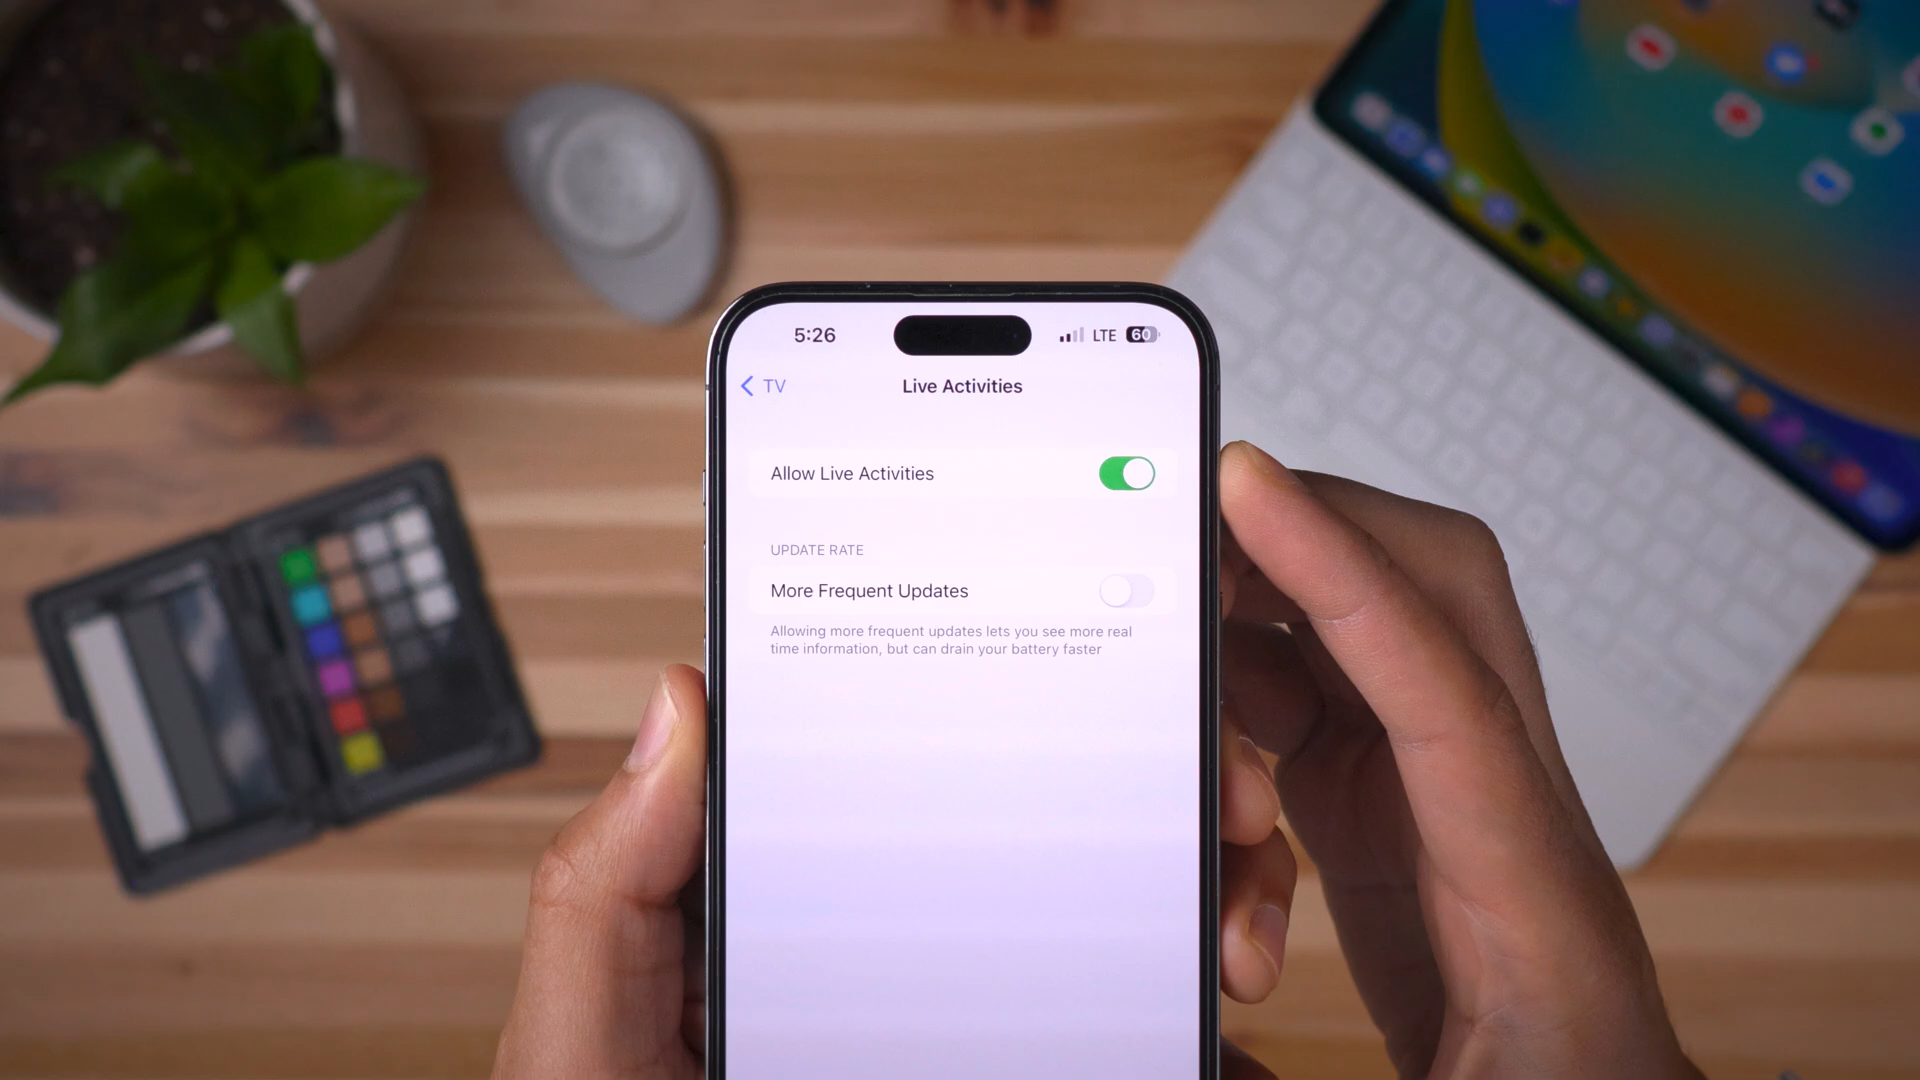 5:26 LTE 60
TV Live Activities
Allow Live Activities
UPDATE RATE
More Frequent Updates
Allowing more frequent updates lets you see more real
time information, but can drain your battery faster